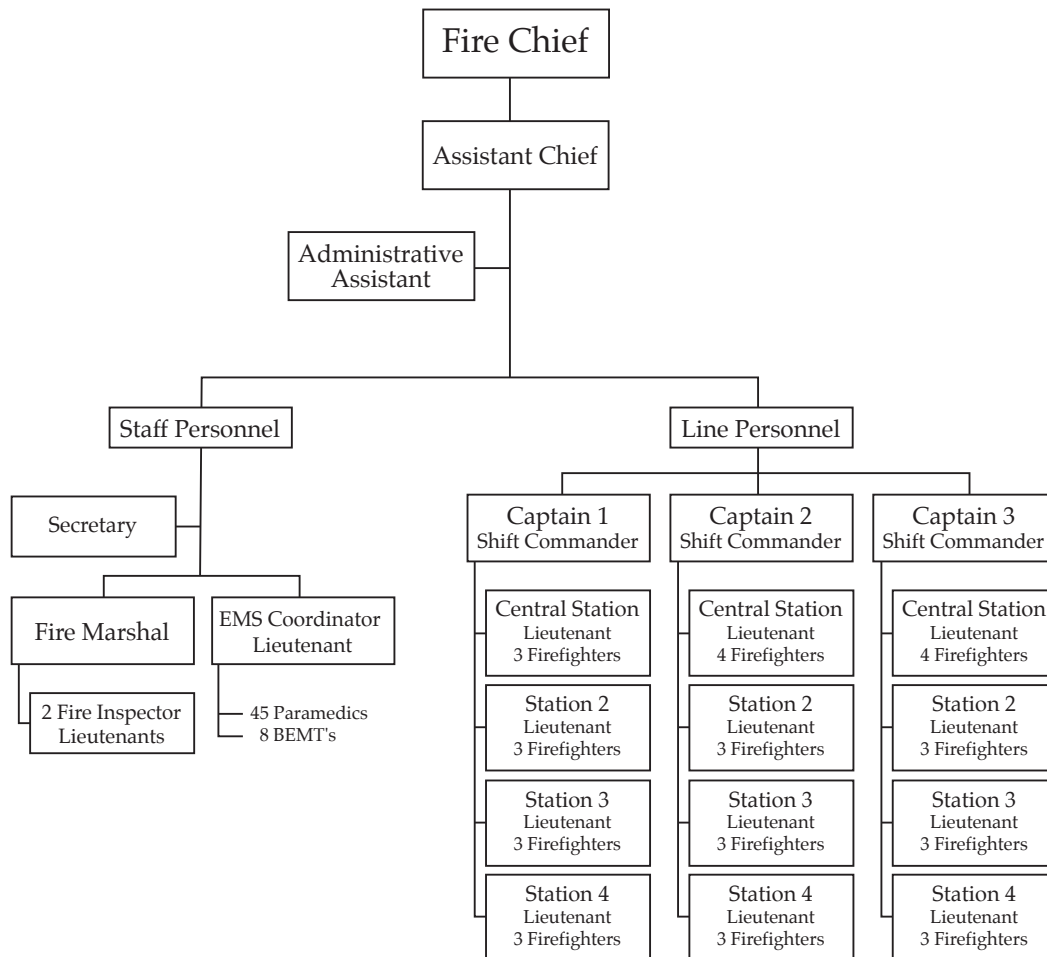 Fire Chief
Assistant Chief
Administrative
Assistant
Staff Personnel
Line Personnel
Secretary
Fire Marshal
2 Fire Inspector
Lieutenants
EMS Coordinator
Lieutenant
45 Paramedics
8 BEMT's
Captain 1
Shift Commander
Central Station
Lieutenant
3 Firefighters
Station 2
Lieutenant
3 Firefighters
Station 3
Lieutenant
3 Firefighters
Station 4
Lieutenant
3 Firefighters
Captain 2
Shift Commander
Central Station
Lieutenant
4 Firefighters
Station 2
Lieutenant
3 Firefighters
Station 3
Lieutenant
3 Firefighters
Station 4
Lieutenant
3 Firefighters
Captain 3
Shift Commander
Central Station
Lieutenant
4 Firefighters
Station 2
Lieutenant
3 Firefighters
Station 3
Lieutenant
3 Firefighters
Station 4
Lieutenant
3 Firefighters